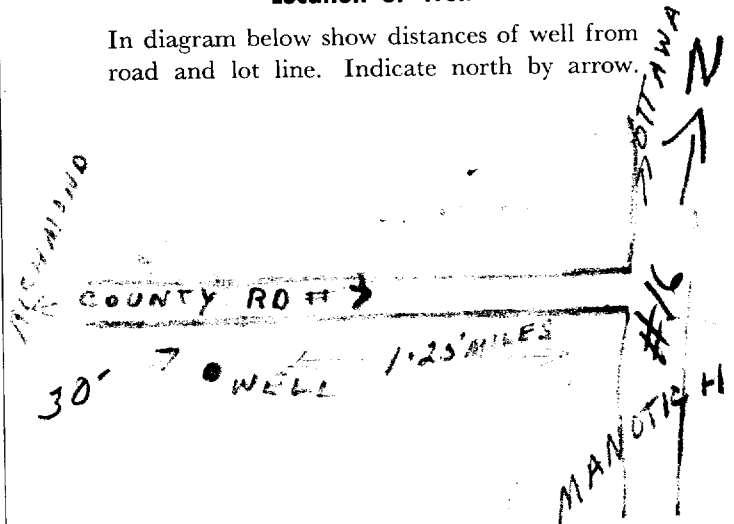 In diagram below show distances of well from
road and lot line. Indicate north by arrow.
OTTAWA
N
RICHMOND
COUNTY RD #
#16
30'
WELL
1.25 MILES
MANOTICK